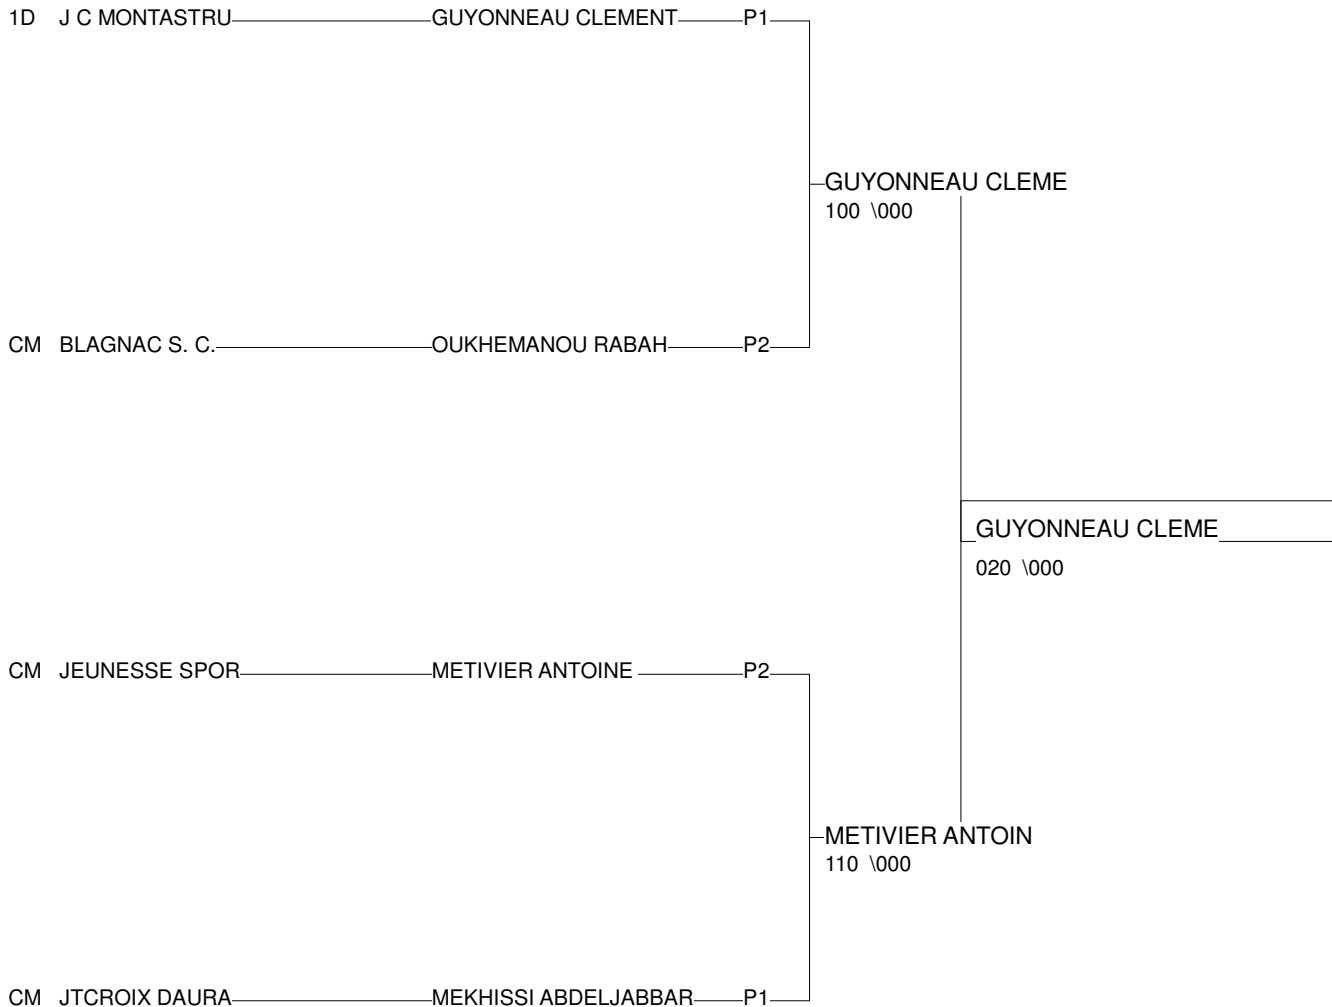 1D J C MONTASTRU GUYONNEAU CLEMENT P1
GUYONNEAU CLEME
100 \000
CM BLAGNAC S. C. OUKHEMANOU RABAH P2
GUYONNEAU CLEME
020 \000
CM JEUNESSE SPOR METIVIER ANTOINE P2
METIVIER ANTOIN
110 \000
CM JTCROIX DAURA MEKHISSI ABDELJABBAR P1